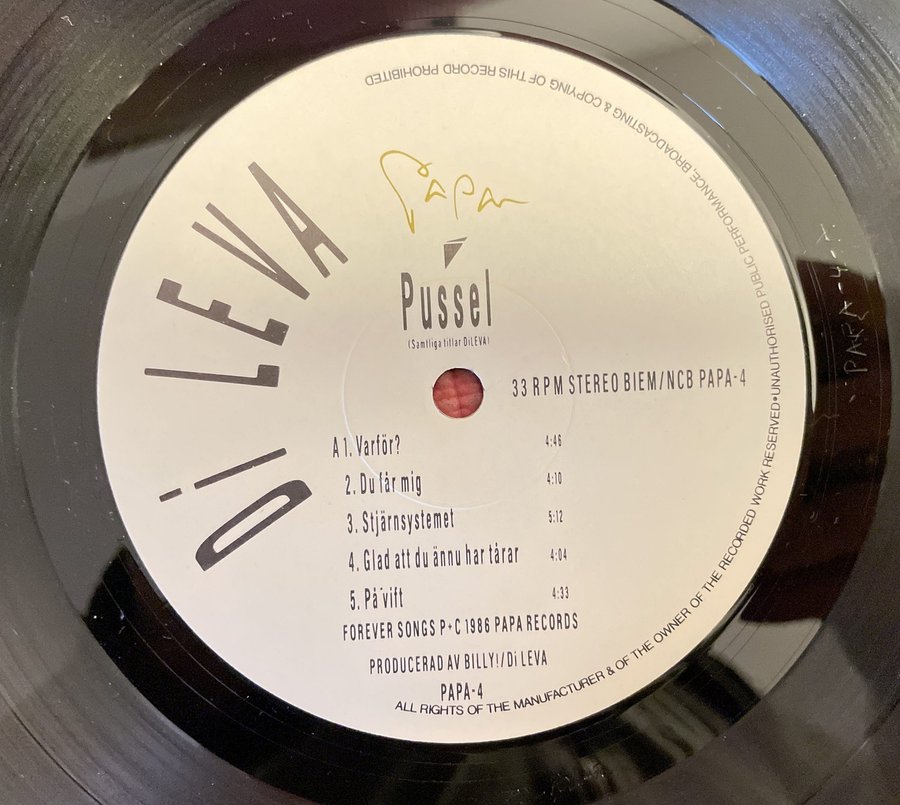 Di LEVA
Papa
Pussel
(Samtliga titlar DiLEVA)
33 RPM STEREO BIEM/NCB PAPA-4
A1. Varför? 4:46
2. Du får mig 4:10
3. Stjärnsystemet 5:12
4. Glad att du ännu har tårar 4:04
5. På vift 4:33
FOREVER SONGS P+C 1986 PAPA RECORDS
PRODUCERAD AV BILLY!/Di LEVA
PAPA-4
ALL RIGHTS OF THE MANUFACTURER & OF THE OWNER OF THE RECORDED WORK RESERVED•UNAUTHORISED PUBLIC PERFORMANCE, BROADCASTING & COPYING OF THIS RECORD PROHIBITED